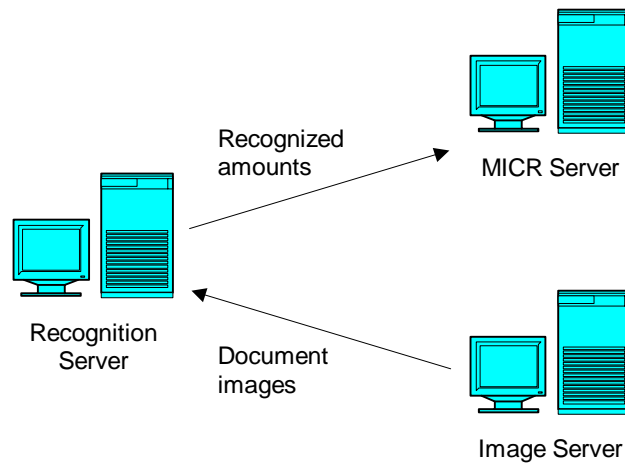 Recognized
amounts
MICR Server
Recognition
Server
Document
images
Image Server